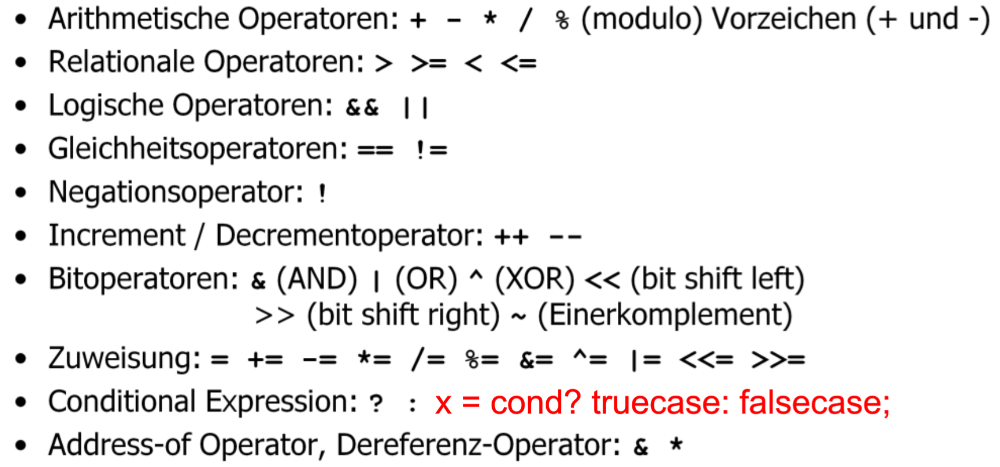 • Arithmetische Operatoren: + - * / % (modulo) Vorzeichen (+ und -)
• Relationale Operatoren: > >= < <=
• Logische Operatoren: && ||
• Gleichheitsoperatoren: == !=
• Negationsoperator: !
• Increment / Decrementoperator: ++ --
• Bitoperatoren: & (AND) | (OR) ^ (XOR) << (bit shift left)
>> (bit shift right) ~ (Einerkomplement)
• Zuweisung: = += -= *= /= %= &= ^= |= <<= >>=
• Conditional Expression: ? : x = cond? truecase: falsecase;
• Address-of Operator, Dereferenz-Operator: & *